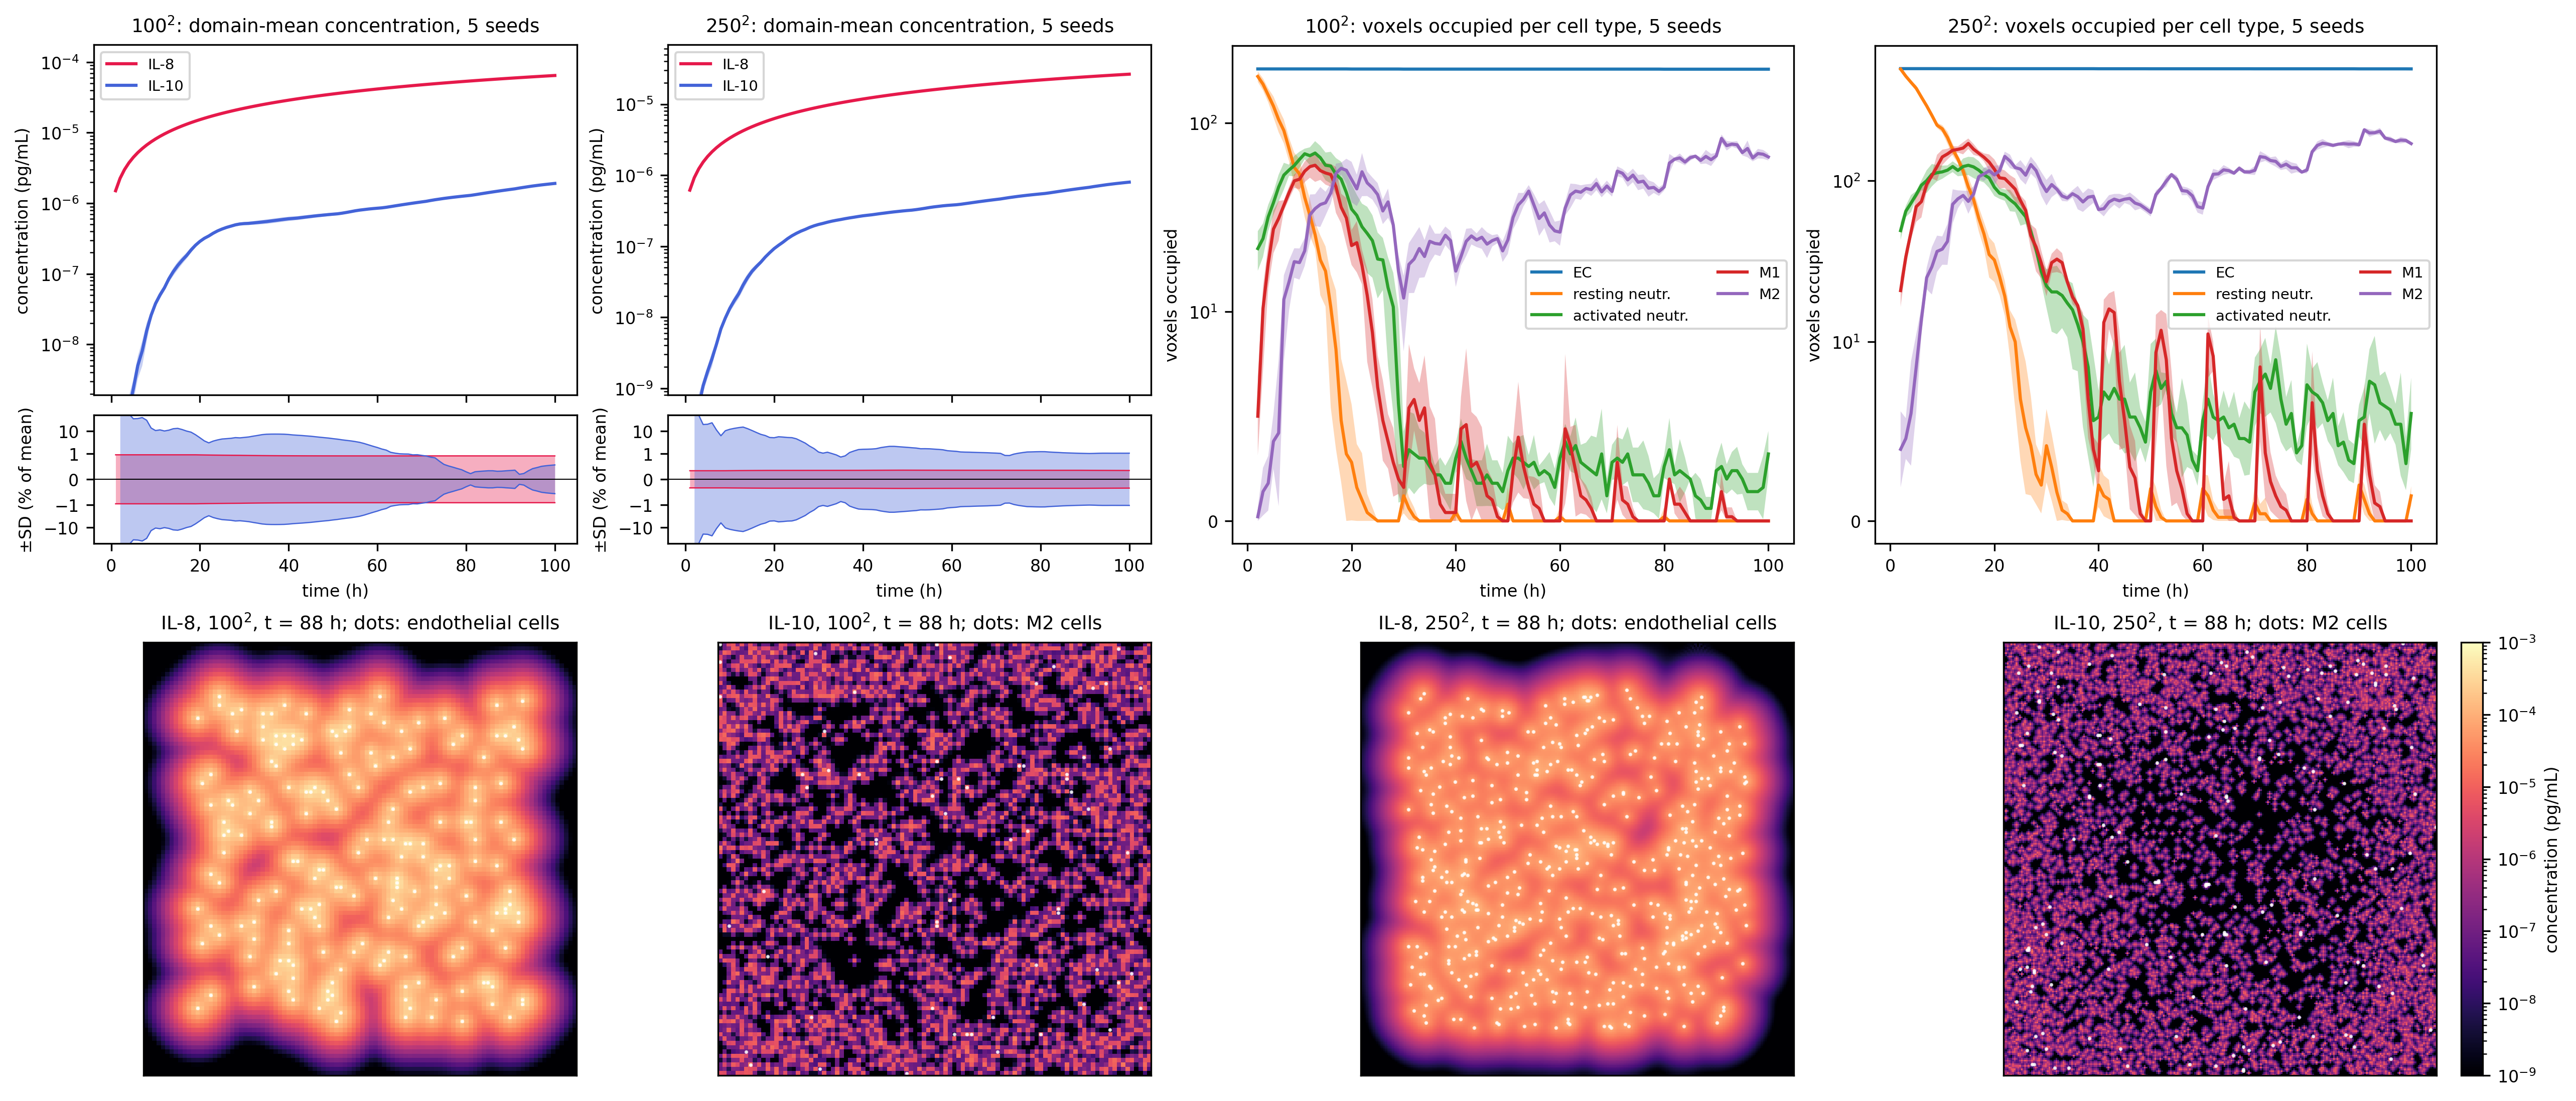 100²: domain-mean concentration, 5 seeds
concentration (pg/mL)
10⁻⁴
10⁻⁵
10⁻⁶
10⁻⁷
10⁻⁸
IL-8
IL-10
±SD (% of mean)
10
1
0
−1
−10
0 20 40 60 80 100
time (h)
250²: domain-mean concentration, 5 seeds
concentration (pg/mL)
10⁻⁵
10⁻⁶
10⁻⁷
10⁻⁸
10⁻⁹
IL-8
IL-10
±SD (% of mean)
10
1
0
−1
−10
0 20 40 60 80 100
time (h)
100²: voxels occupied per cell type, 5 seeds
voxels occupied
10²
10¹
0
EC
resting neutr.
activated neutr.
M1
M2
0 20 40 60 80 100
time (h)
250²: voxels occupied per cell type, 5 seeds
voxels occupied
10²
10¹
0
EC
resting neutr.
activated neutr.
M1
M2
0 20 40 60 80 100
time (h)
IL-8, 100², t = 88 h; dots: endothelial cells
IL-10, 100², t = 88 h; dots: M2 cells
IL-8, 250², t = 88 h; dots: endothelial cells
IL-10, 250², t = 88 h; dots: M2 cells
10⁻³
10⁻⁴
10⁻⁵
10⁻⁶
10⁻⁷
10⁻⁸
10⁻⁹
concentration (pg/mL)